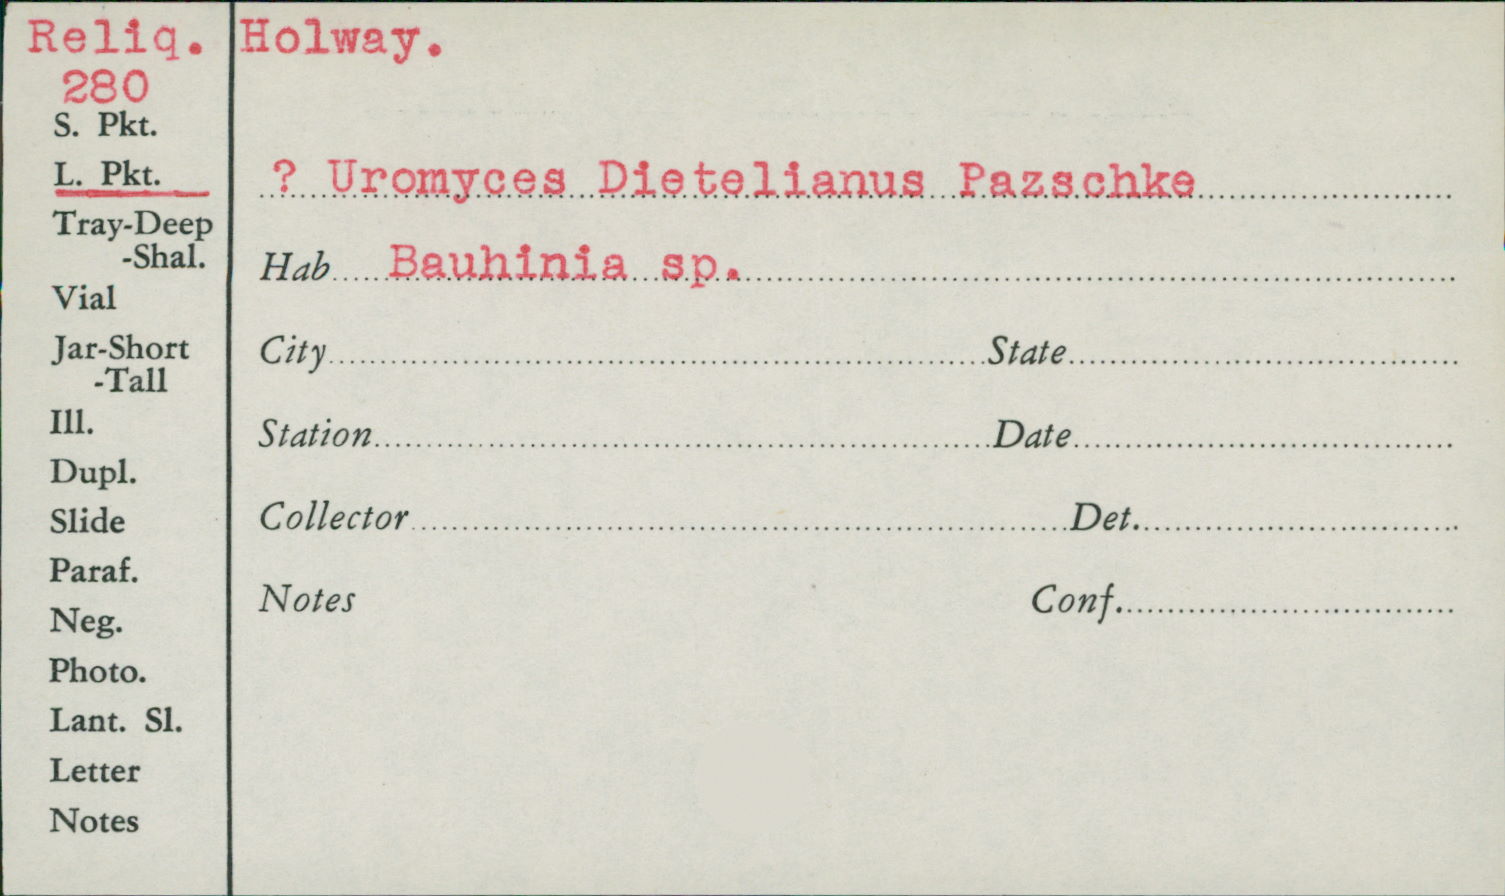 Reliq. Holway.
280
S. Pkt.
L. Pkt.
? Uromyces Dietelianus Pazschke
Tray-Deep
-Shal.
Hab Bauhinia sp.
Vial
Jar-Short
-Tall
City State
Ill.
Station Date
Dupl.
Slide
Collector Det.
Paraf.
Neg.
Notes Conf.
Photo.
Lant. Sl.
Letter
Notes